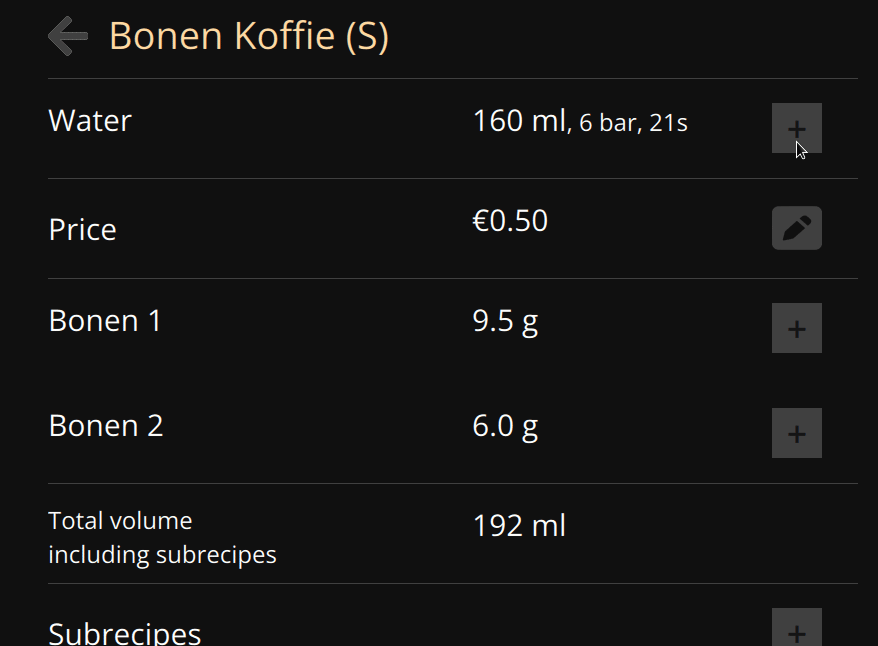 Bonen Koffie (S)
Water 160 ml, 6 bar, 21s +
Price €0.50
Bonen 1 9.5 g +
Bonen 2 6.0 g +
Total volume 192 ml
including subrecipes
Subrecipes +